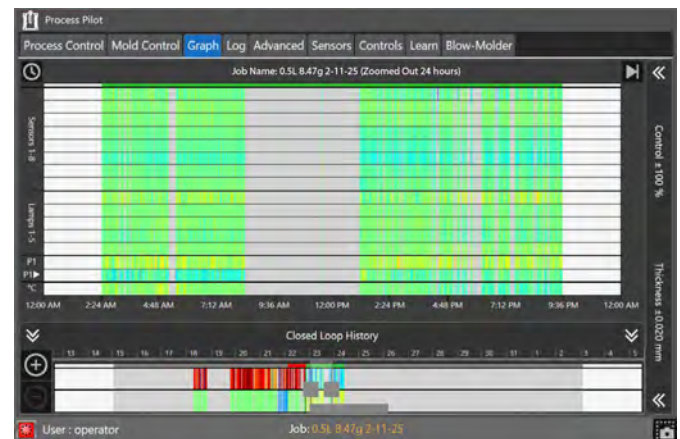 Process Pilot
Process Control Mold Control Graph Log Advanced Sensors Controls Learn Blow-Molder
Job Name: 0.5L 8.47g 2-11-25 (Zoomed Out 24 hours)
Sensors 1-8
Lamps 1-5
P1
P1▶
°C
Control ±100 %
Thickness ±0.020 mm
12:00 AM 2:24 AM 4:48 AM 7:12 AM 9:36 AM 12:00 PM 2:24 PM 4:48 PM 7:12 PM 9:36 PM 12:00 AM
Closed Loop History
13 14 15 16 17 18 19 20 21 22 23 24 25 26 27 28 29 30 31 1 2 3 4 5
User : operator
Job: 0.5L 8.47g 2-11-25